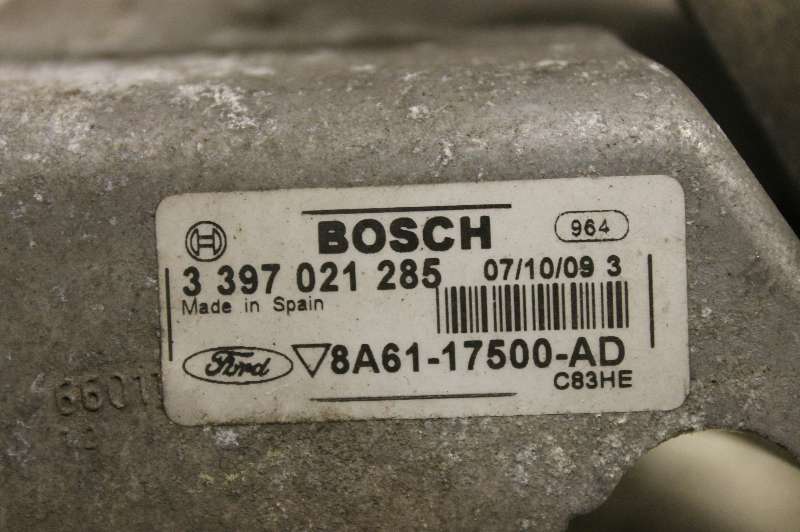 BOSCH
964
3 397 021 285
07/10/09 3
Made in Spain
Ford
8A61-17500-AD
C83HE